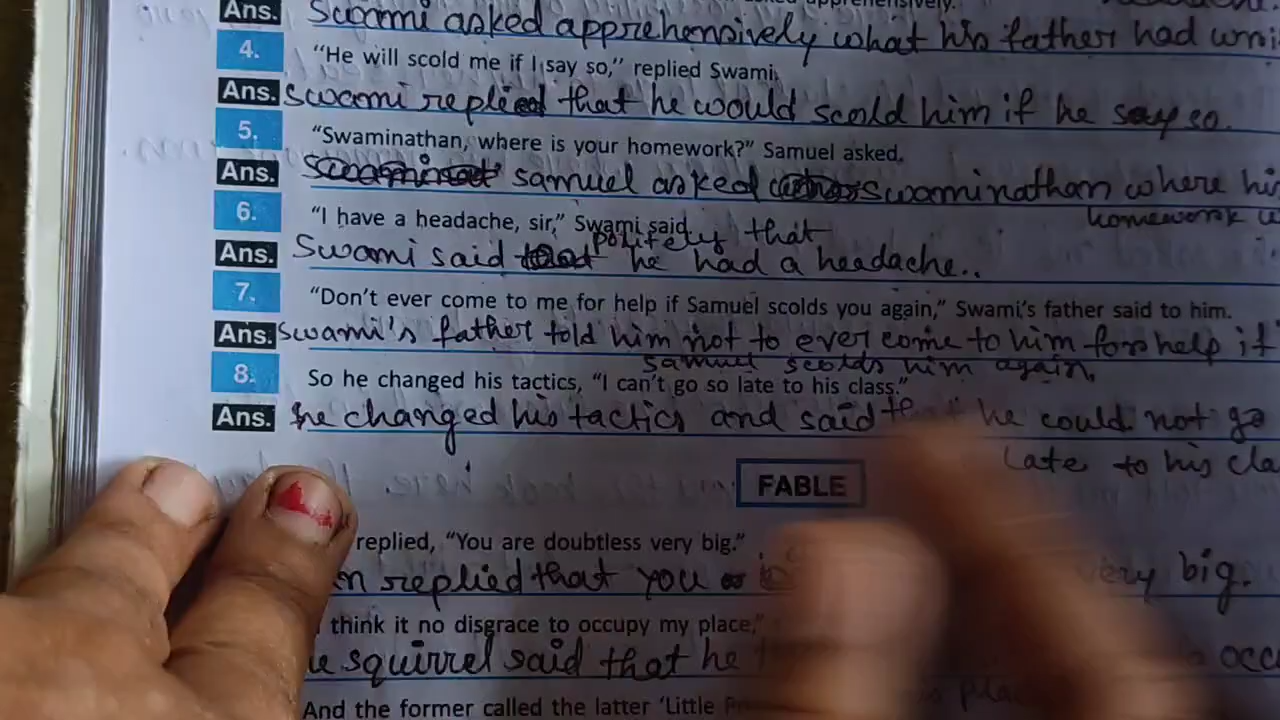 apprehensively.
Ans. Swami asked apprehensively what his father had
4. "He will scold me if I say so," replied Swami.
Ans. Swami replied that he would scold him if he say so.
5. "Swaminathan, where is your homework?" Samuel asked.
Ans. samuel asked swaminathan where his
homework
6. "I have a headache, sir," Swami said.
politely that
Ans. Swami said he had a headache..
7. "Don't ever come to me for help if Samuel scolds you again," Swami's father said to him.
Ans. Swami's father told him not to ever come to him for help if
samuel scolds him again.
8. So he changed his tactics, "I can't go so late to his class."
Ans. he changed his tactics and said he could not go
late to his
FABLE
replied, "You are doubtless very big."
replied that you big.
think it no disgrace to occupy my place,"
squirrel said that he
And the former called the latter 'Little